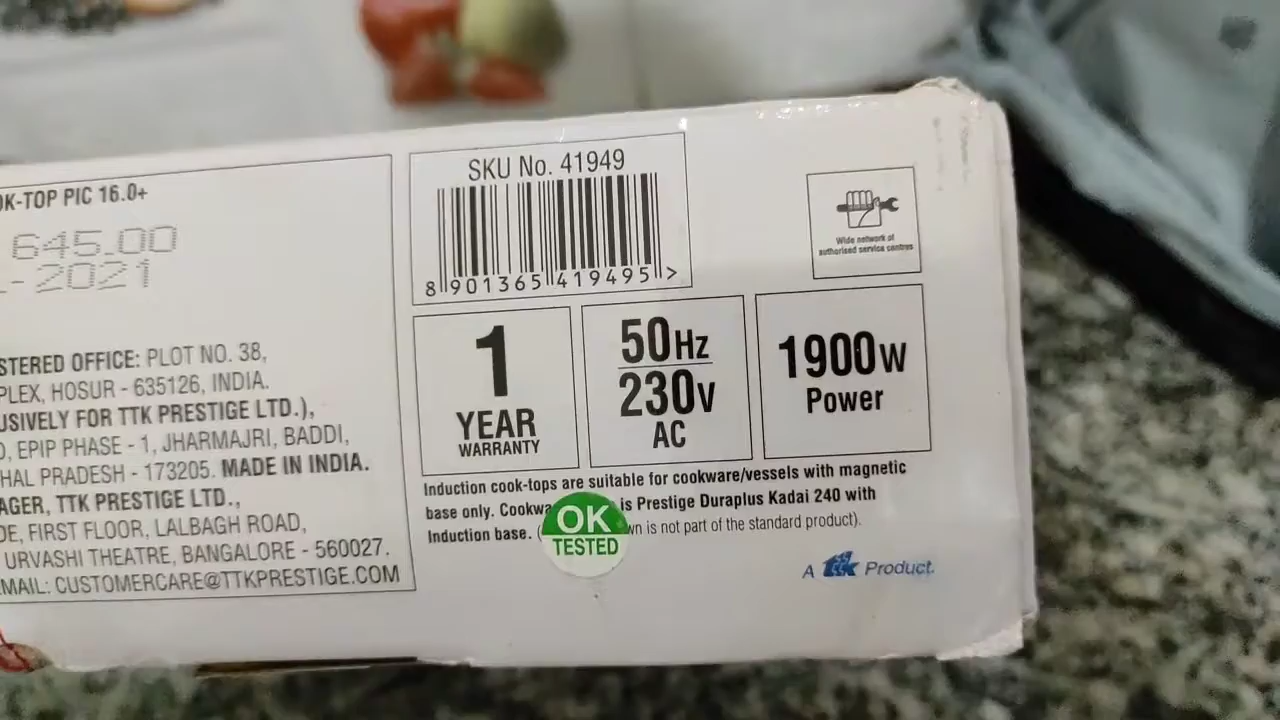 OK-TOP PIC 16.0+
645.00
-2021
STERED OFFICE: PLOT NO. 38,
PLEX, HOSUR - 635126, INDIA.
USIVELY FOR TTK PRESTIGE LTD.),
D, EPIP PHASE - 1, JHARMAJRI, BADDI,
HAL PRADESH - 173205. MADE IN INDIA.
AGER, TTK PRESTIGE LTD.,
DE, FIRST FLOOR, LALBAGH ROAD,
URVASHI THEATRE, BANGALORE - 560027.
MAIL: CUSTOMERCARE@TTKPRESTIGE.COM
SKU No. 41949
8 901365 419495 >
Wide network of
authorised service centres
1
YEAR
WARRANTY
50Hz
230V
AC
1900W
Power
Induction cook-tops are suitable for cookware/vessels with magnetic
base only. Cookwa is Prestige Duraplus Kadai 240 with
Induction base. ( wn is not part of the standard product).
OK
TESTED
A ttk Product.